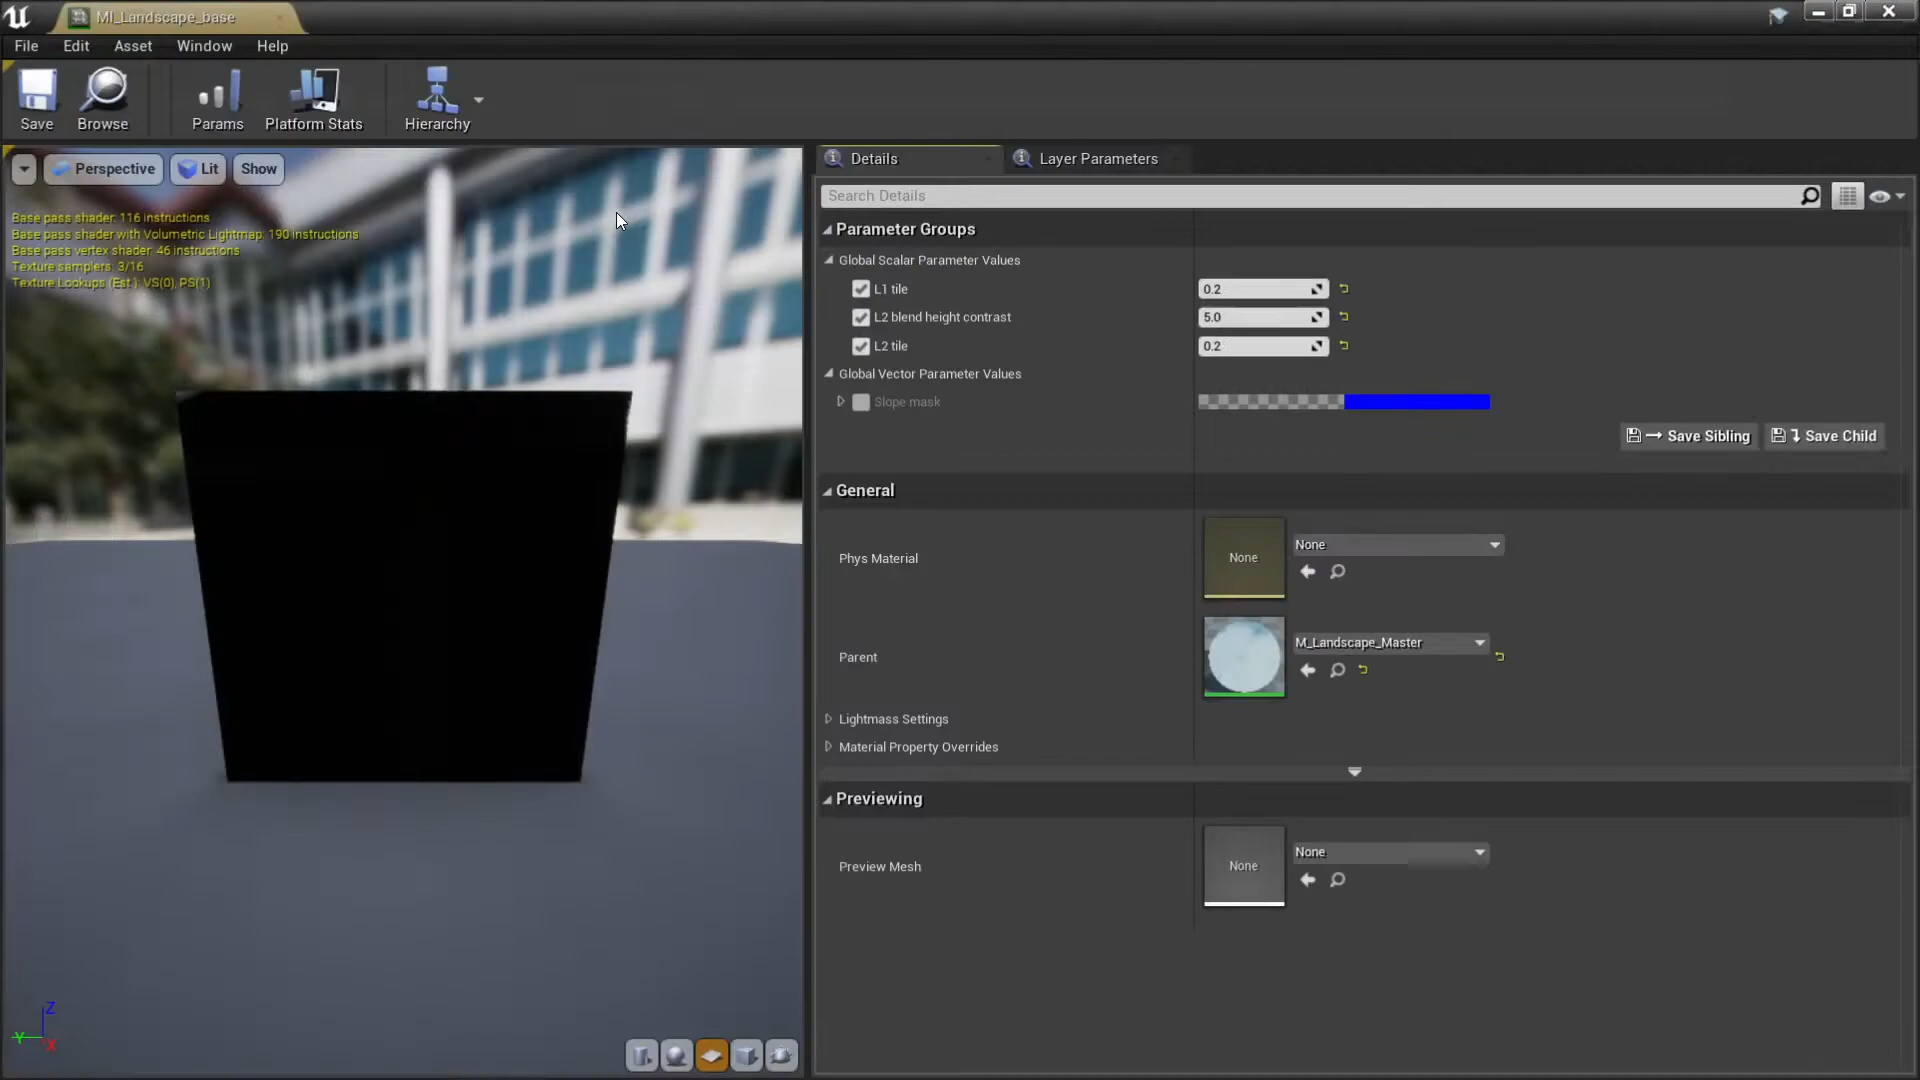 MI_Landscape_base
File Edit Asset Window Help
Save Browse Params Platform Stats Hierarchy
Perspective Lit Show
Base pass shader: 116 instructions
Base pass shader with Volumetric Lightmap: 190 instructions
Base pass vertex shader: 46 instructions
Texture samplers: 3/16
Texture Lookups (Est.): VS(0), PS(1)
Z
Y
X
Details Layer Parameters
Search Details
Parameter Groups
Global Scalar Parameter Values
L1 tile 0.2
L2 blend height contrast 5.0
L2 tile 0.2
Global Vector Parameter Values
Slope mask
Save Sibling Save Child
General
Phys Material None None
Parent M_Landscape_Master
Lightmass Settings
Material Property Overrides
Previewing
Preview Mesh None None